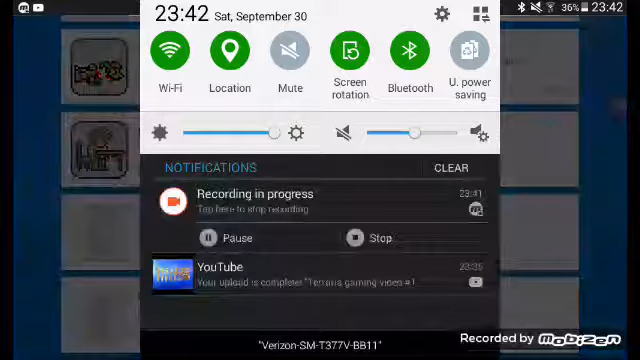 23:42 Sat, September 30
36% 23:42
Wi-Fi Location Mute Screen rotation Bluetooth U. power saving
NOTIFICATIONS CLEAR
Recording in progress 23:41
Tap here to stop recording
Pause Stop
YouTube 23:35
Your upload is complete "Terraria gaming video #1
"Verizon-SM-T377V-BB11"
Recorded by Mobizen